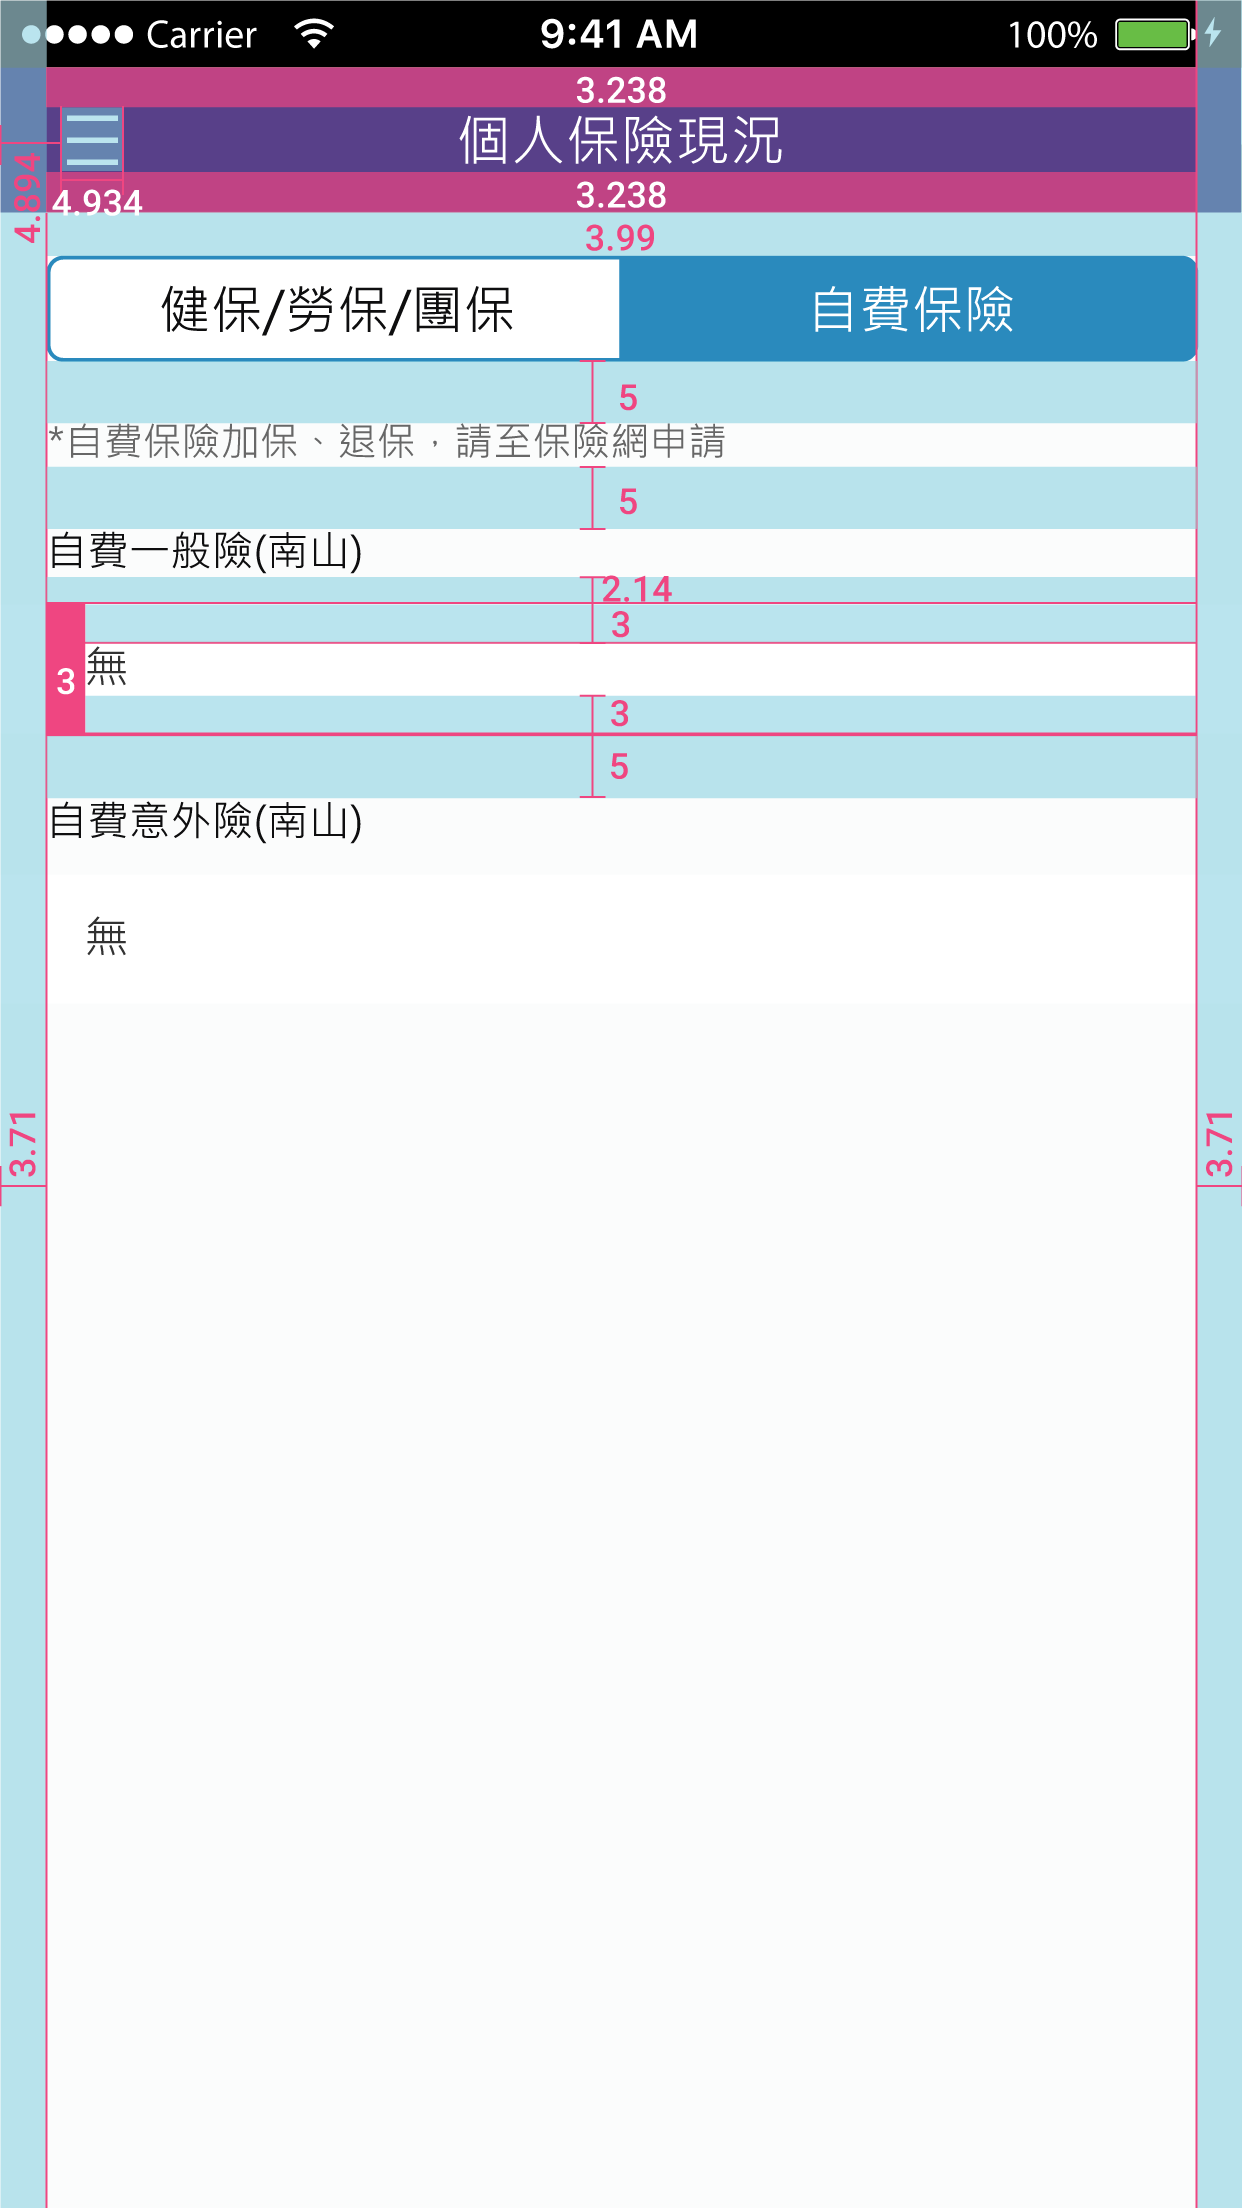 Carrier 9:41 AM 100%
3.238
個人保險現況
3.238
4.894
4.934
3.99
健保/勞保/團保 自費保險
5
*自費保險加保、退保，請至保險網申請
5
自費一般險(南山)
2.14
3
無
3
3
5
自費意外險(南山)
無
3.71 3.71